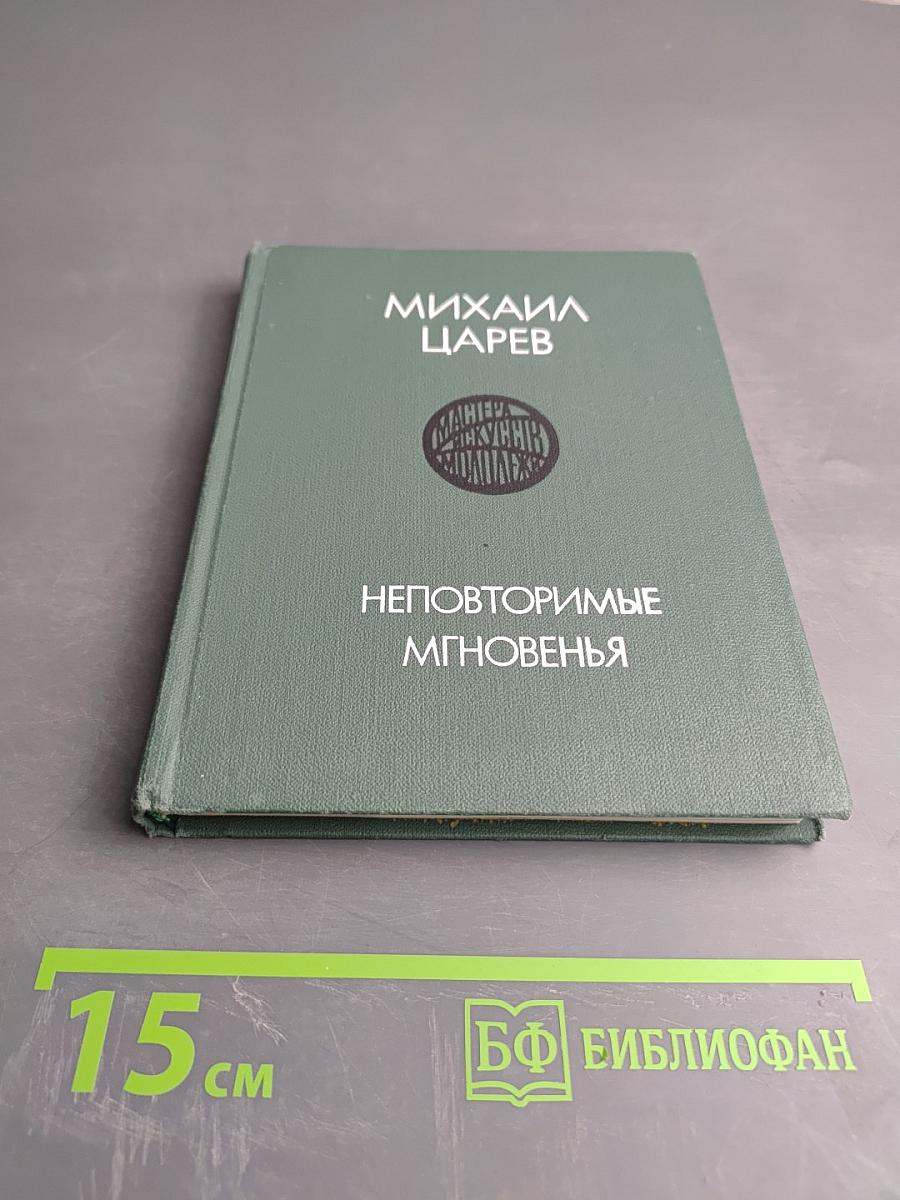 МИХАИЛ
ЦАРЕВ
МАСТЕРА
ИСКУССТВ
МОЛОДЕЖИ
НЕПОВТОРИМЫЕ
МГНОВЕНЬЯ
15 см
БФ БИБЛИОФАН